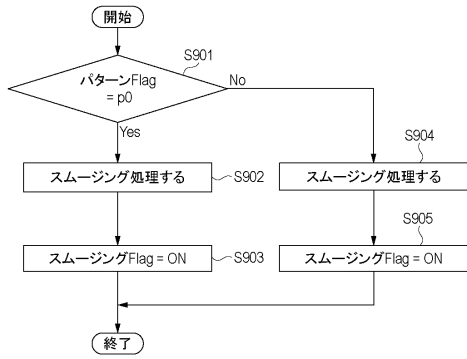 開始
S901
パターンFlag
= p0
No
Yes
S904
スムージング処理する
S902
スムージング処理する
S905
スムージングFlag = ON
S903
スムージングFlag = ON
終了